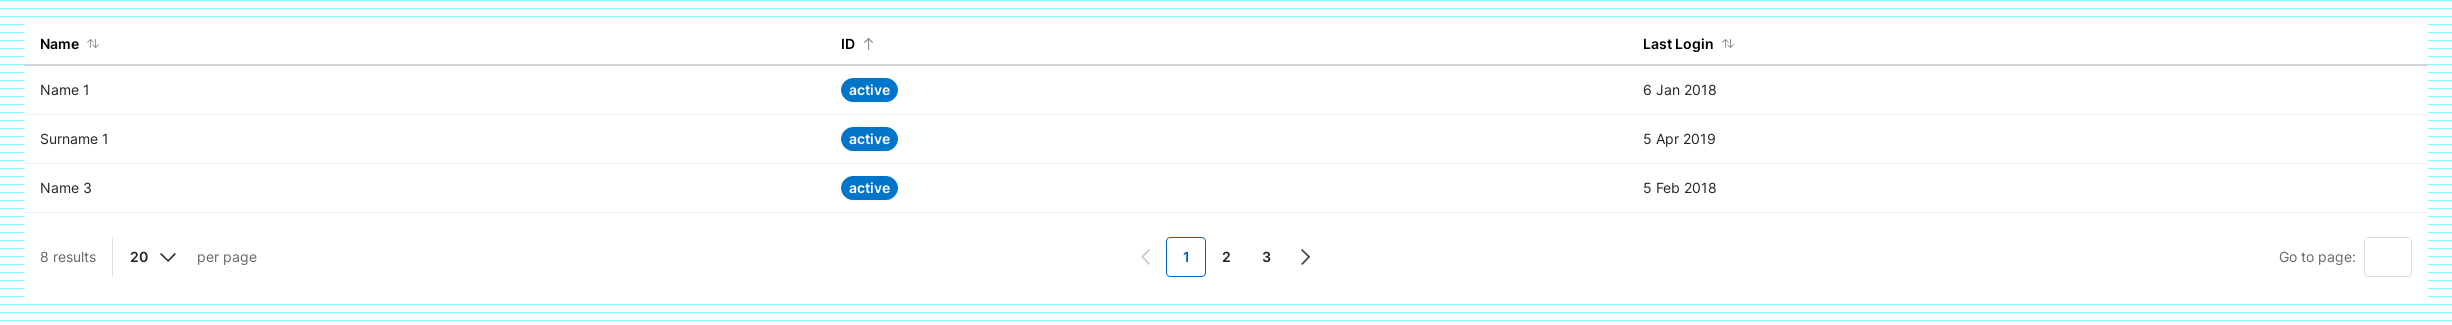 Name ID Last Login
Name 1 active 6 Jan 2018
Surname 1 active 5 Apr 2019
Name 3 active 5 Feb 2018
8 results 20 per page 1 2 3 Go to page: